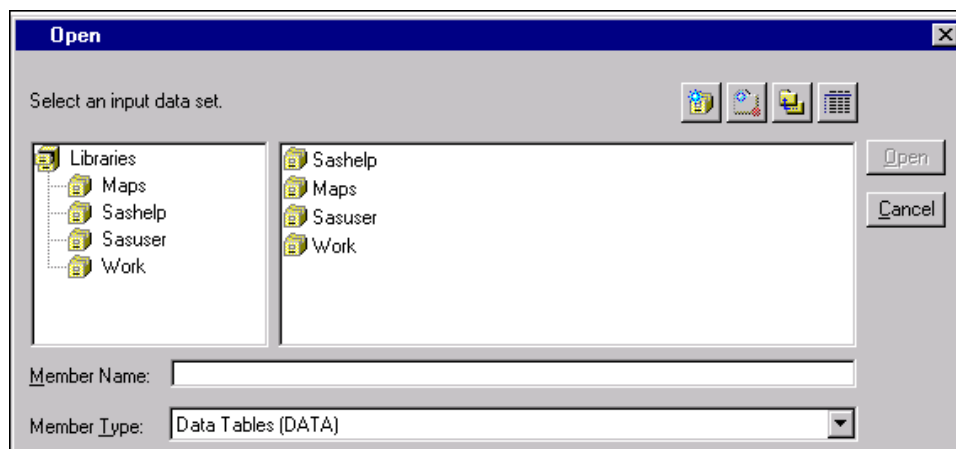 Open
Select an input data set.
Libraries
Maps
Sashelp
Sasuser
Work
Sashelp
Maps
Sasuser
Work
Open
Cancel
Member Name:
Member Type: Data Tables (DATA)